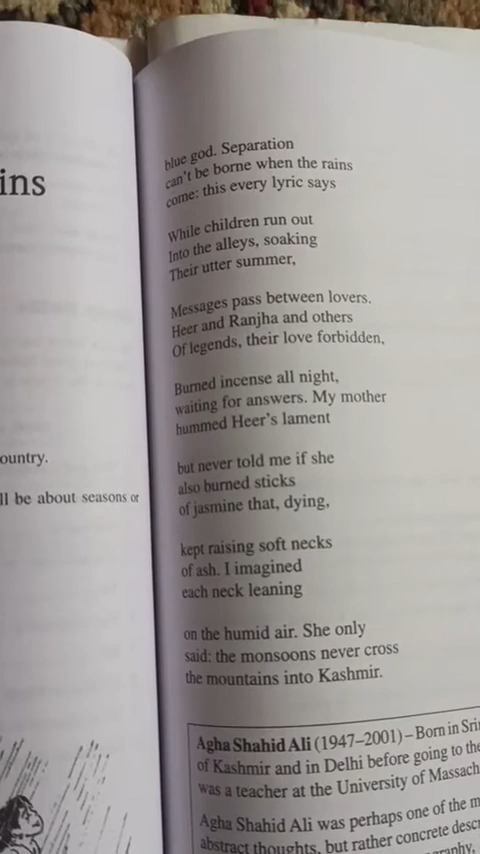 ins
ountry.
ll be about seasons or
blue god. Separation
can't be borne when the rains
come: this every lyric says
While children run out
Into the alleys, soaking
Their utter summer,
Messages pass between lovers.
Heer and Ranjha and others
Of legends, their love forbidden,
Burned incense all night,
waiting for answers. My mother
hummed Heer's lament
but never told me if she
also burned sticks
of jasmine that, dying,
kept raising soft necks
of ash. I imagined
each neck leaning
on the humid air. She only
said: the monsoons never cross
the mountains into Kashmir.
Agha Shahid Ali (1947–2001) – Born in Sri
of Kashmir and in Delhi before going to the
was a teacher at the University of Massach
Agha Shahid Ali was perhaps one of the m
abstract thoughts, but rather concrete descr
graphy,